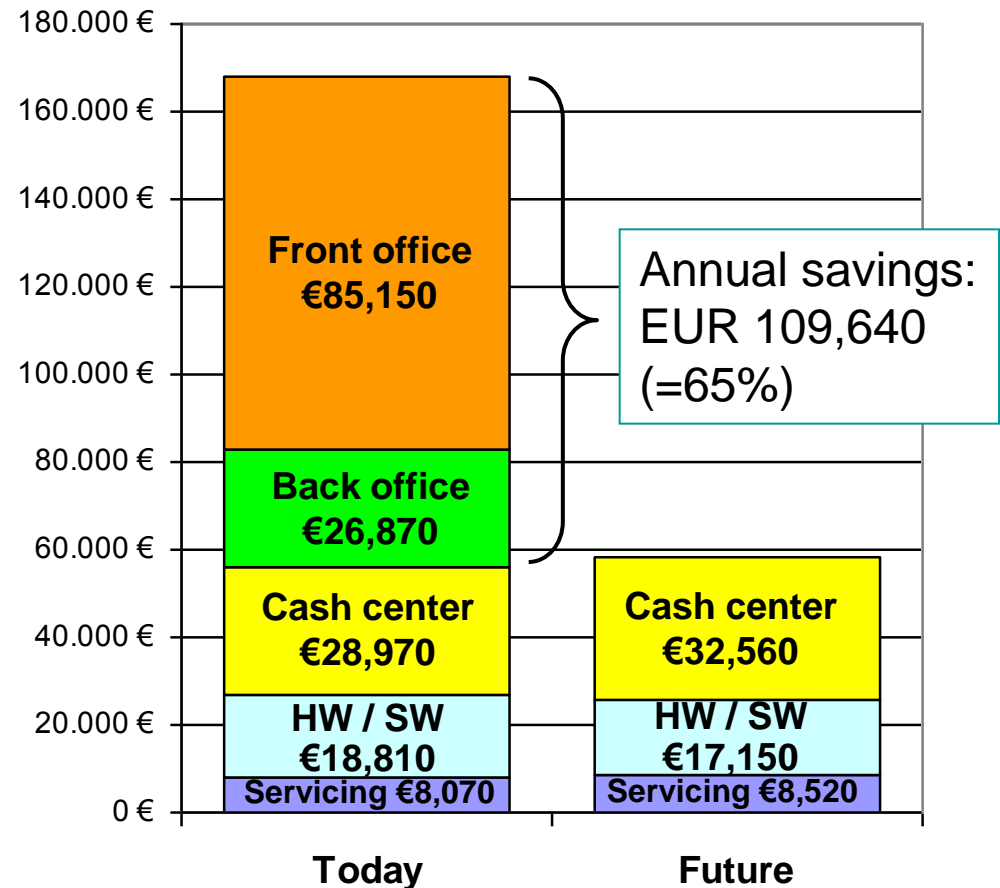 180.000 €
160.000 €
140.000 €
120.000 €
100.000 €
80.000 €
60.000 €
40.000 €
20.000 €
0 €
Front office
€85,150
Back office
€26,870
Cash center
€28,970
HW / SW
€18,810
Servicing €8,070
Annual savings:
EUR 109,640
(=65%)
Cash center
€32,560
HW / SW
€17,150
Servicing €8,520
Today
Future